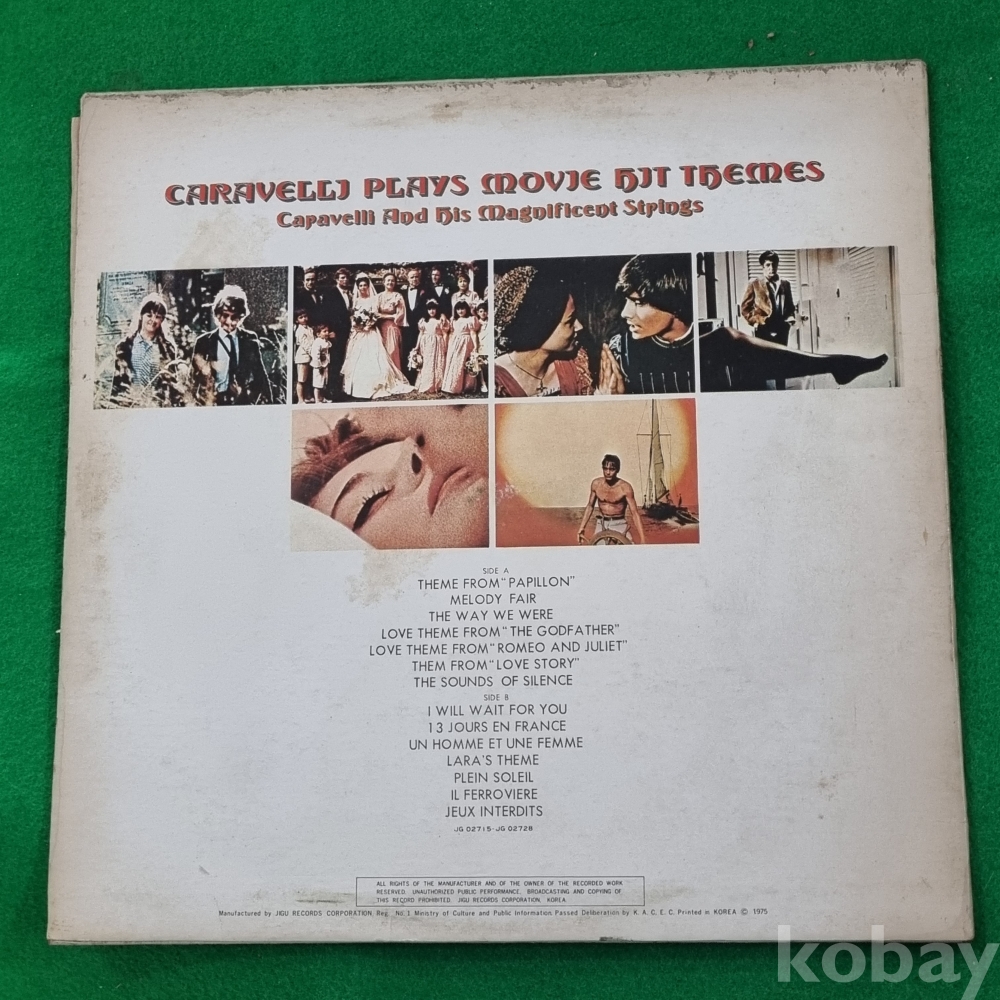 CARAVELLI PLAYS MOVIE HIT THEMES
Caravelli And His Magnificent Strings
SIDE A
THEME FROM "PAPILLON"
MELODY FAIR
THE WAY WE WERE
LOVE THEME FROM "THE GODFATHER"
LOVE THEME FROM "ROMEO AND JULIET"
THEM FROM "LOVE STORY"
THE SOUNDS OF SILENCE
SIDE B
I WILL WAIT FOR YOU
13 JOURS EN FRANCE
UN HOMME ET UNE FEMME
LARA'S THEME
PLEIN SOLEIL
IL FERROVIERE
JEUX INTERDITS
JG 02715-JG 02728
ALL RIGHTS OF THE MANUFACTURER AND OF THE OWNER OF THE RECORDED WORK
RESERVED. UNAUTHORIZED PUBLIC PERFORMANCE, BROADCASTING AND COPYING OF
THIS RECORD PROHIBITED. JIGU RECORDS CORPORATION, KOREA.
Manufactured by JIGU RECORDS CORPORATION, Reg. No. 1 Ministry of Culture and Public Information Passed Deliberation by K. A. C. E. C. Printed in KOREA © 1975
kobay